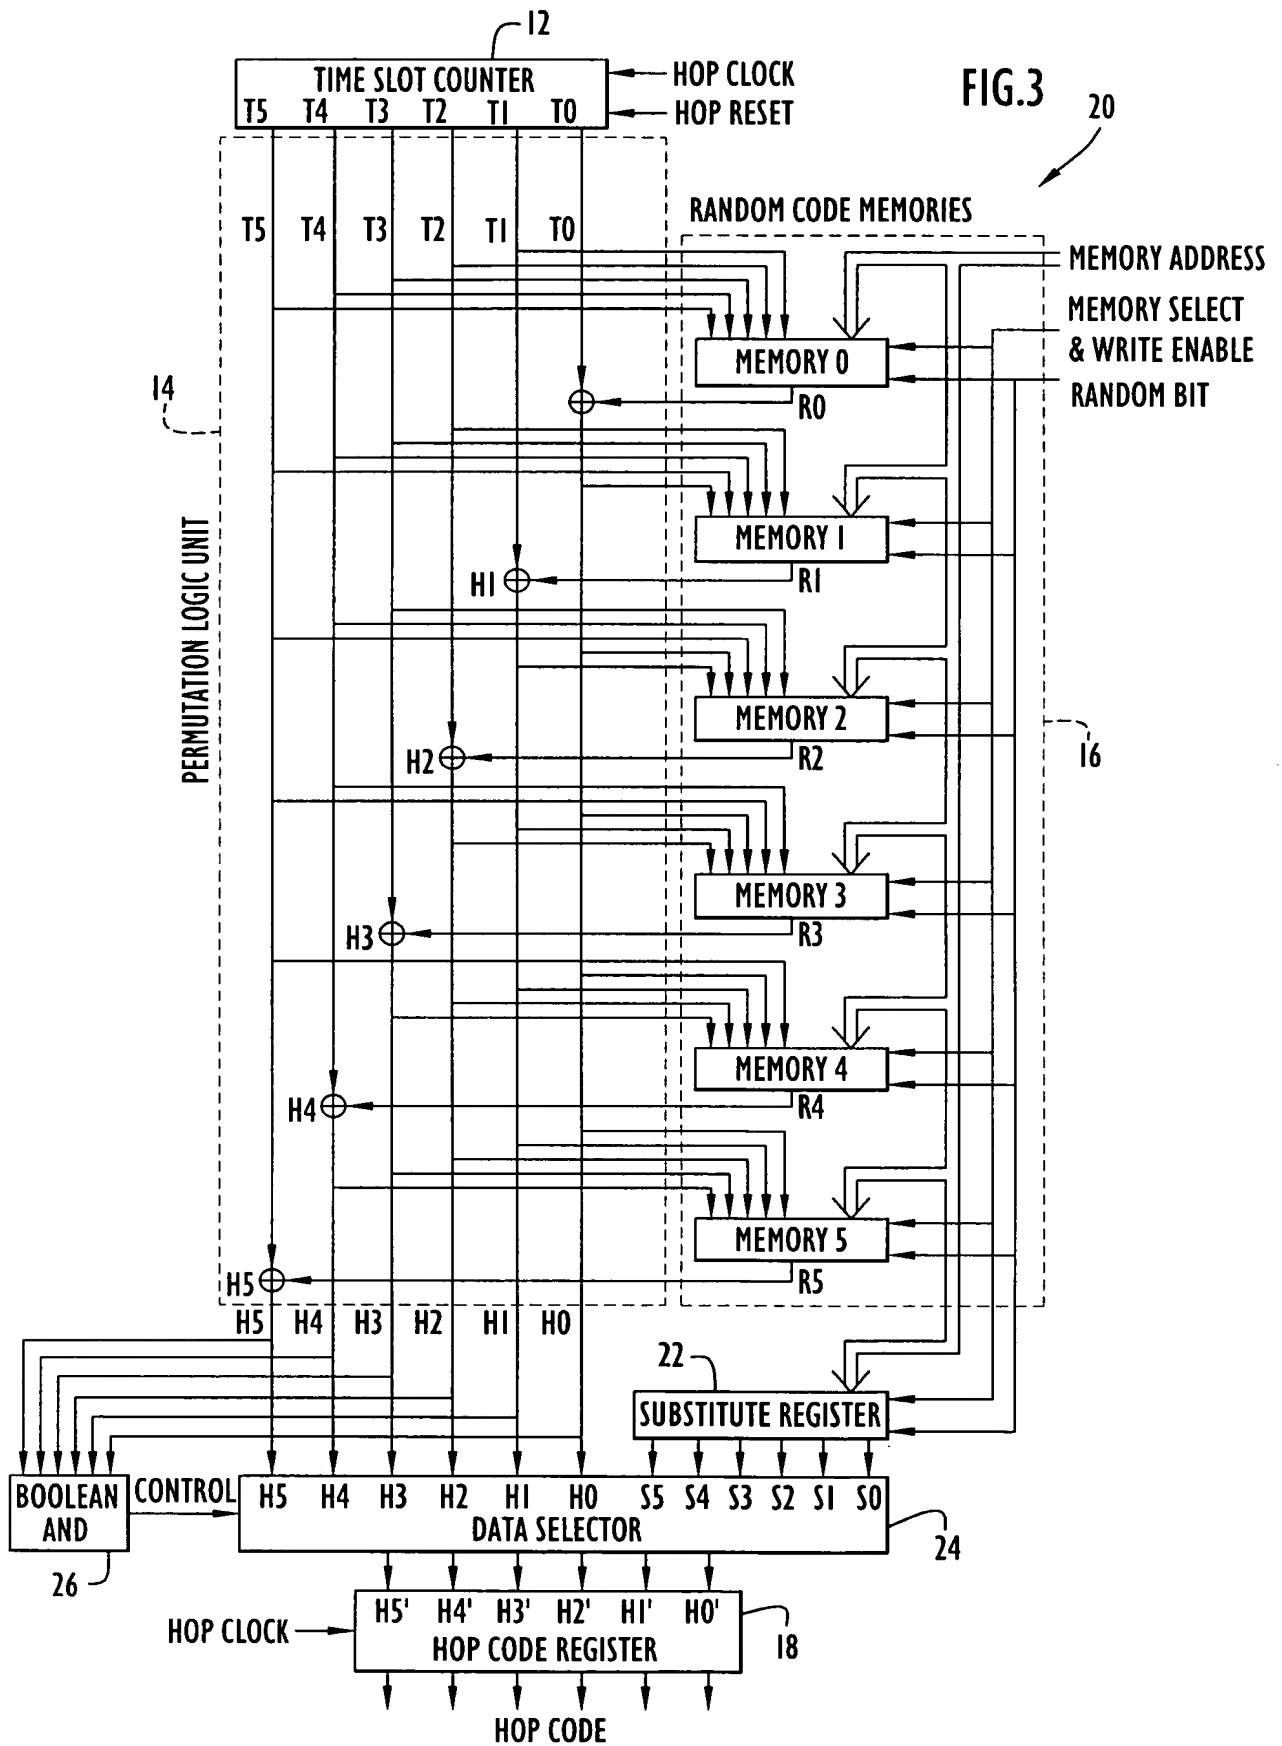 12
TIME SLOT COUNTER
T5 T4 T3 T2 T1 T0
HOP CLOCK
HOP RESET
FIG.3
20
T5 T4 T3 T2 T1 T0
RANDOM CODE MEMORIES
MEMORY ADDRESS
MEMORY SELECT
& WRITE ENABLE
RANDOM BIT
14
MEMORY 0
R0
PERMUTATION LOGIC UNIT
MEMORY 1
H1
R1
MEMORY 2
H2
R2
16
MEMORY 3
H3
R3
MEMORY 4
H4
R4
MEMORY 5
H5
R5
H5 H4 H3 H2 H1 H0
22
SUBSTITUTE REGISTER
BOOLEAN
AND
CONTROL
H5 H4 H3 H2 H1 H0 S5 S4 S3 S2 S1 S0
DATA SELECTOR
24
26
H5' H4' H3' H2' H1' H0'
HOP CLOCK
HOP CODE REGISTER
18
HOP CODE